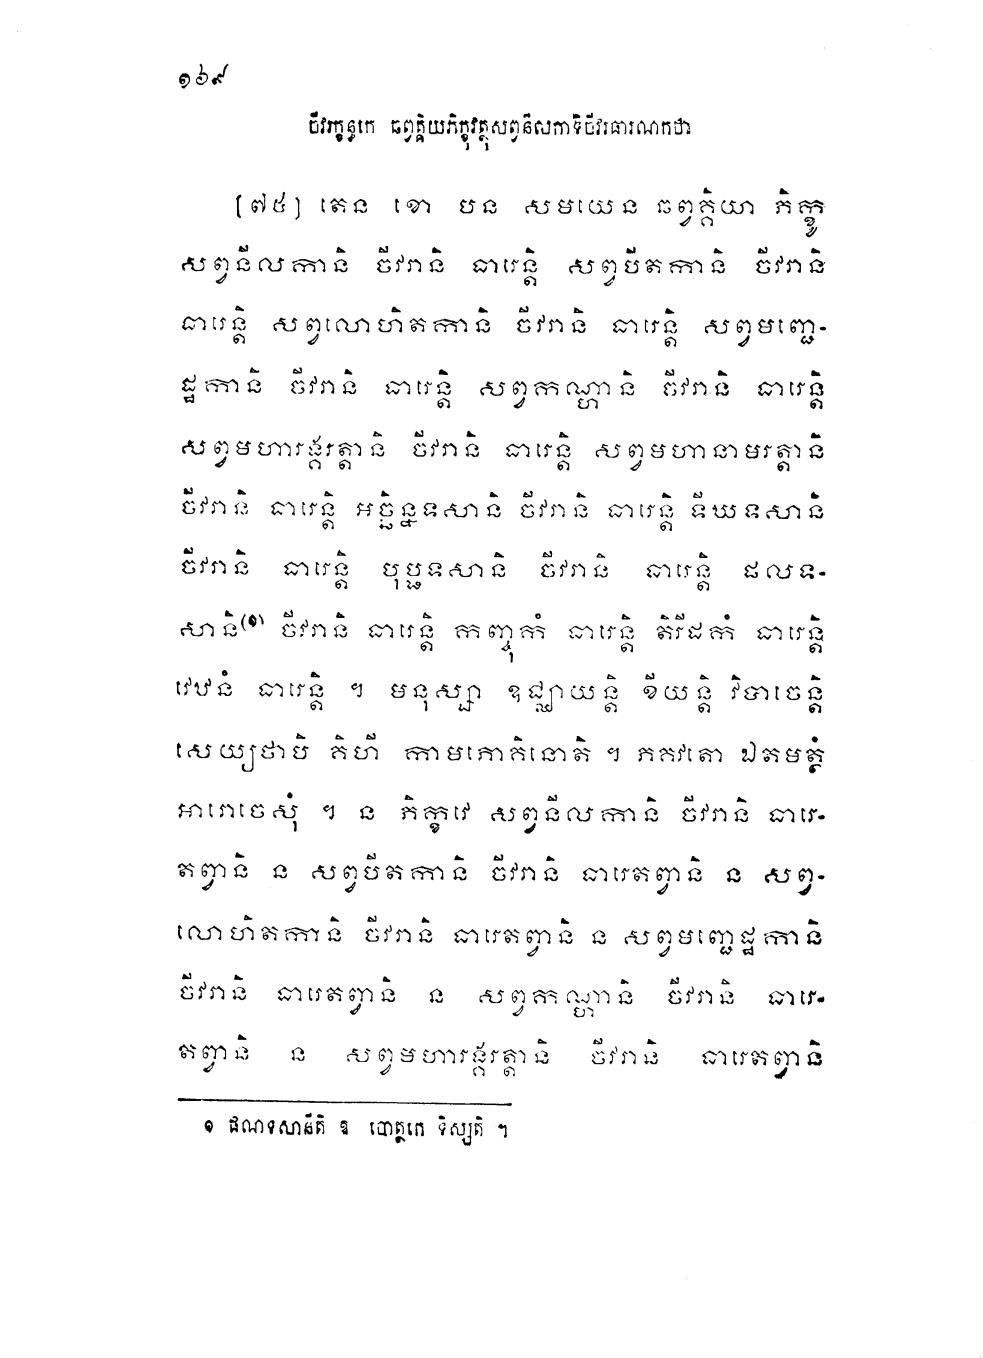 ១៦៩
ចីវរក្ខន្ធកេ ឆព្វគ្គិយភិក្ខុវត្ថុសព្វនីលកាទិចីវរធារណកថា
[៧៥] តេន ខោ បន សមយេន ឆព្វគ្គិយា ភិក្ខូ
សព្វនីលកានិ ចីវរានិ ធារេន្តិ សព្វបីតកានិ ចីវរានិ
ធារេន្តិ សព្វលោហិតកានិ ចីវរានិ ធារេន្តិ សព្វមញ្ជេ-
ដ្ឋកានិ ចីវរានិ ធារេន្តិ សព្វកណ្ហានិ ចីវរានិ ធារេន្តិ
សព្វមហារង្គរត្តានិ ចីវរានិ ធារេន្តិ សព្វមហានាមរត្តានិ
ចីវរានិ ធារេន្តិ អច្ឆិន្នទសានិ ចីវរានិ ធារេន្តិ ទីឃទសានិ
ចីវរានិ ធារេន្តិ បុប្ផទសានិ ចីវរានិ ធារេន្តិ ផលទ-
សានិ(១) ចីវរានិ ធារេន្តិ កញ្ចុកំ ធារេន្តិ តិរីដកំ ធារេន្តិ
វេឋនំ ធារេន្តិ ។ មនុស្សា ឧជ្ឈាយន្តិ ខីយន្តិ វិបាចេន្តិ
សេយ្យថាបិ គិហី កាមភោគិនោតិ ។ ភគវតោ ឯតមត្ថំ
អារោចេសុំ ។ ន ភិក្ខវេ សព្វនីលកានិ ចីវរានិ ធារេ-
តព្វានិ ន សព្វបីតកានិ ចីវរានិ ធារេតព្វានិ ន សព្វ-
លោហិតកានិ ចីវរានិ ធារេតព្វានិ ន សព្វមញ្ជេដ្ឋកានិ
ចីវរានិ ធារេតព្វានិ ន សព្វកណ្ហានិ ចីវរានិ ធារេ-
តព្វានិ ន សព្វមហារង្គរត្តានិ ចីវរានិ ធារេតព្វានិ
១ ផណទសានីតិ ឱ បោត្ថកេ ទិស្សតិ ។